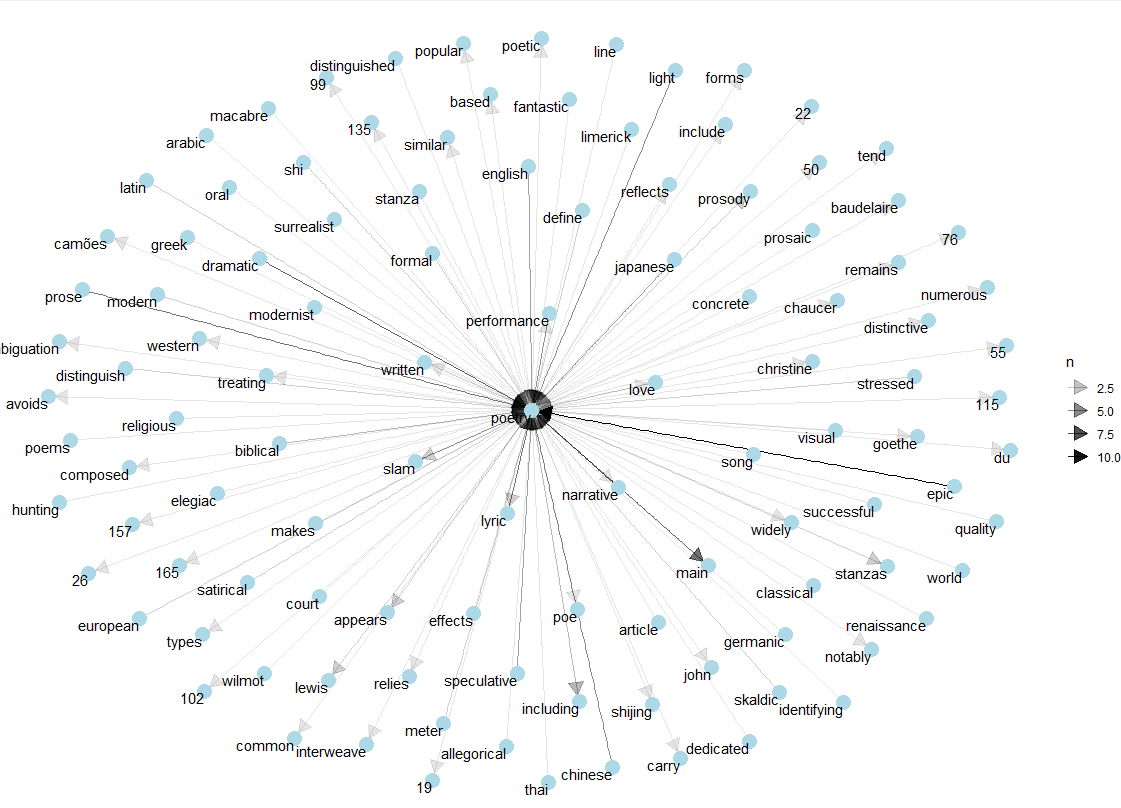 popular
poetic
line
distinguished
99
light
forms
based
fantastic
macabre
135
limerick
include
22
arabic
similar
shi
english
50
tend
latin
oral
stanza
reflects
prosody
surrealist
define
baudelaire
camões
greek
prosaic
76
dramatic
formal
japanese
remains
prose
modern
modernist
concrete
chaucer
numerous
performance
distinctive
biguation
western
55
distinguish
treating
written
christine
n
avoids
love
stressed
115
2.5
religious
poetry
5.0
poems
biblical
visual
goethe
7.5
composed
slam
song
du
10.0
hunting
elegiac
narrative
epic
157
makes
lyric
widely
successful
quality
26
165
satirical
main
stanzas
world
european
court
classical
types
appears
effects
poe
article
germanic
renaissance
notably
102
wilmot
lewis
relies
speculative
john
including
shijing
skaldic
identifying
common
interweave
meter
allegorical
dedicated
19
thai
chinese
carry